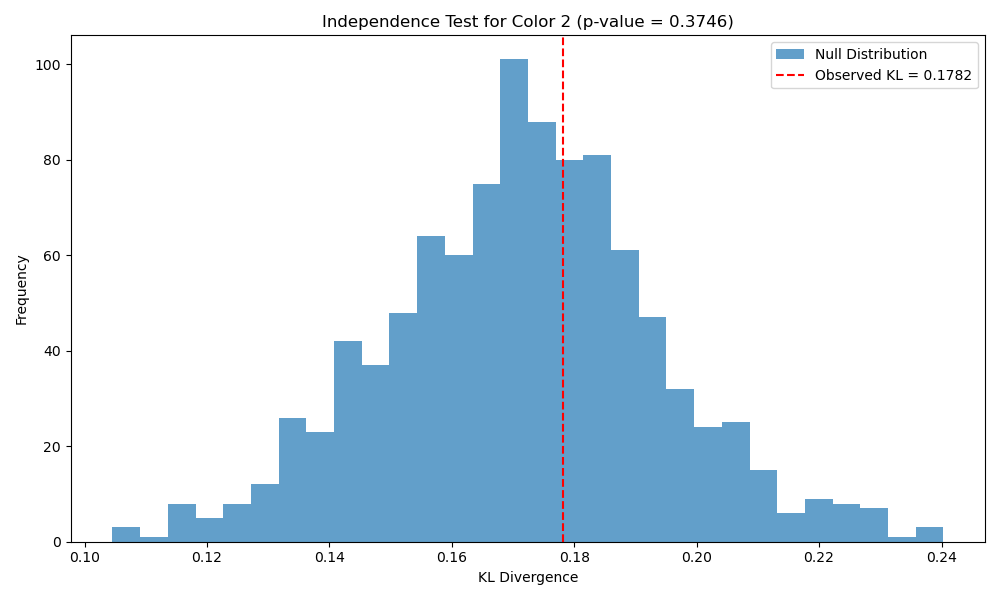 Independence Test for Color 2 (p-value = 0.3746)
Null Distribution
Observed KL = 0.1782
Frequency
100
80
60
40
20
0
0.10 0.12 0.14 0.16 0.18 0.20 0.22 0.24
KL Divergence